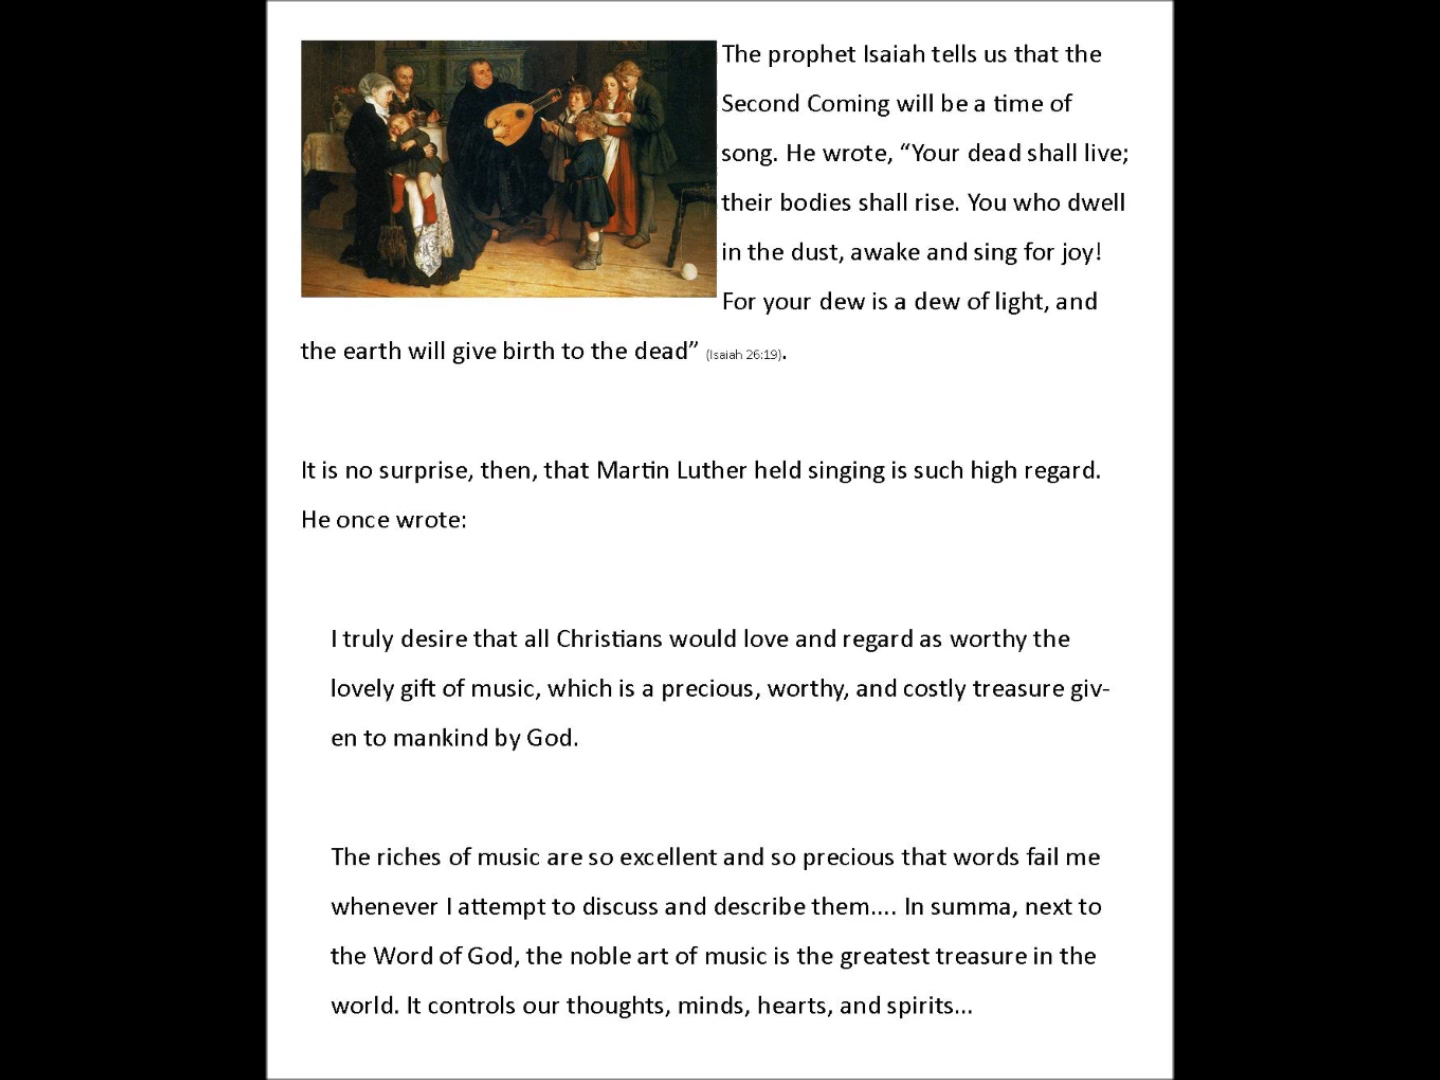 The prophet Isaiah tells us that the
Second Coming will be a time of
song. He wrote, “Your dead shall live;
their bodies shall rise. You who dwell
in the dust, awake and sing for joy!
For your dew is a dew of light, and
the earth will give birth to the dead” (Isaiah 26:19).
It is no surprise, then, that Martin Luther held singing is such high regard.
He once wrote:
I truly desire that all Christians would love and regard as worthy the
lovely gift of music, which is a precious, worthy, and costly treasure giv-
en to mankind by God.
The riches of music are so excellent and so precious that words fail me
whenever I attempt to discuss and describe them.... In summa, next to
the Word of God, the noble art of music is the greatest treasure in the
world. It controls our thoughts, minds, hearts, and spirits...